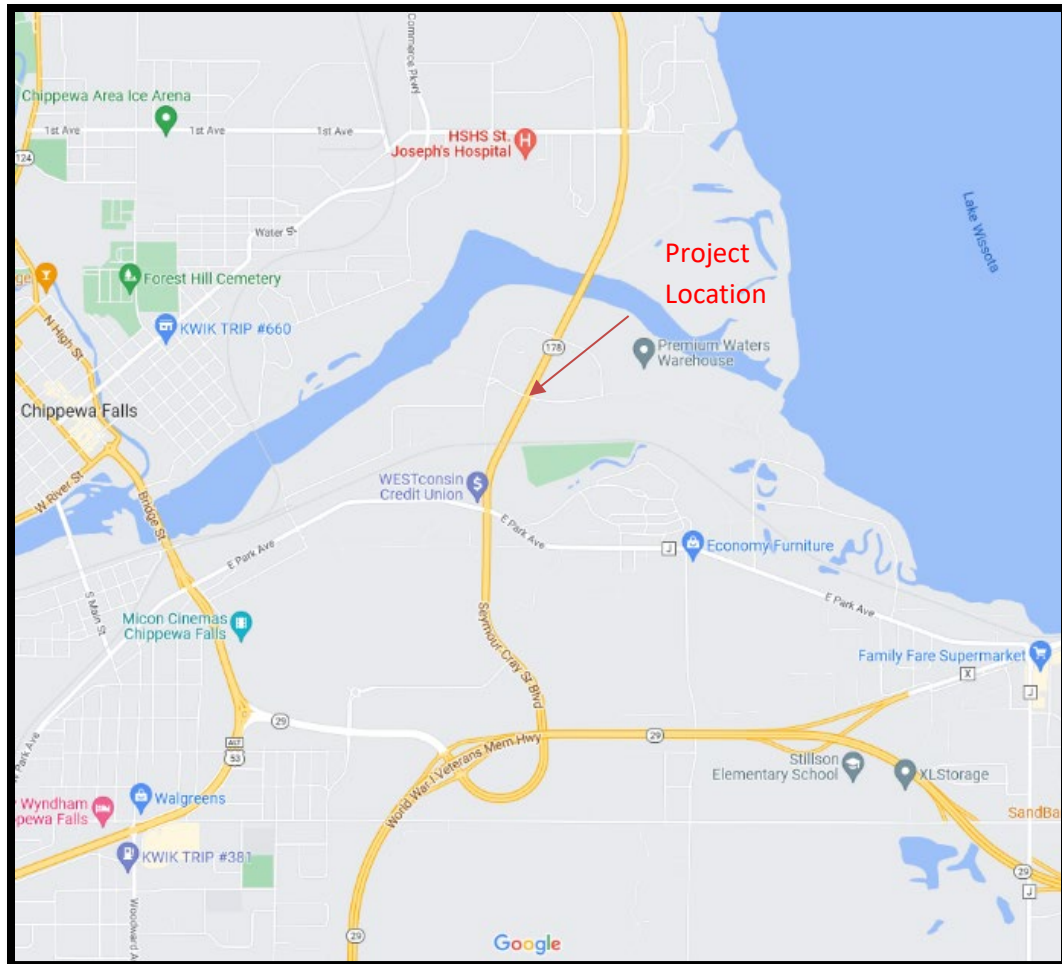 Commerce Pkwy
Chippewa Area Ice Arena
1st Ave
1st Ave
1st Ave
HSHS St.
Joseph's Hospital
124
Lake Wissota
Water St
Project
Location
Forest Hill Cemetery
N High St
KWIK TRIP #660
178
Premium Waters
Warehouse
Chippewa Falls
WESTconsin
Credit Union
W River St
Bridge St
E Park Ave
E Park Ave
J
Economy Furniture
S Main St
E Park Ave
Micon Cinemas
Chippewa Falls
Seymour Cray St Blvd
Family Fare Supermarket
X
J
29
ALT
53
World War I Veterans Mem Hwy
29
Stillson
Elementary School
XLStorage
Park Ave
Walgreens
Wyndham
Falls
KWIK TRIP #381
29
J
29
Google